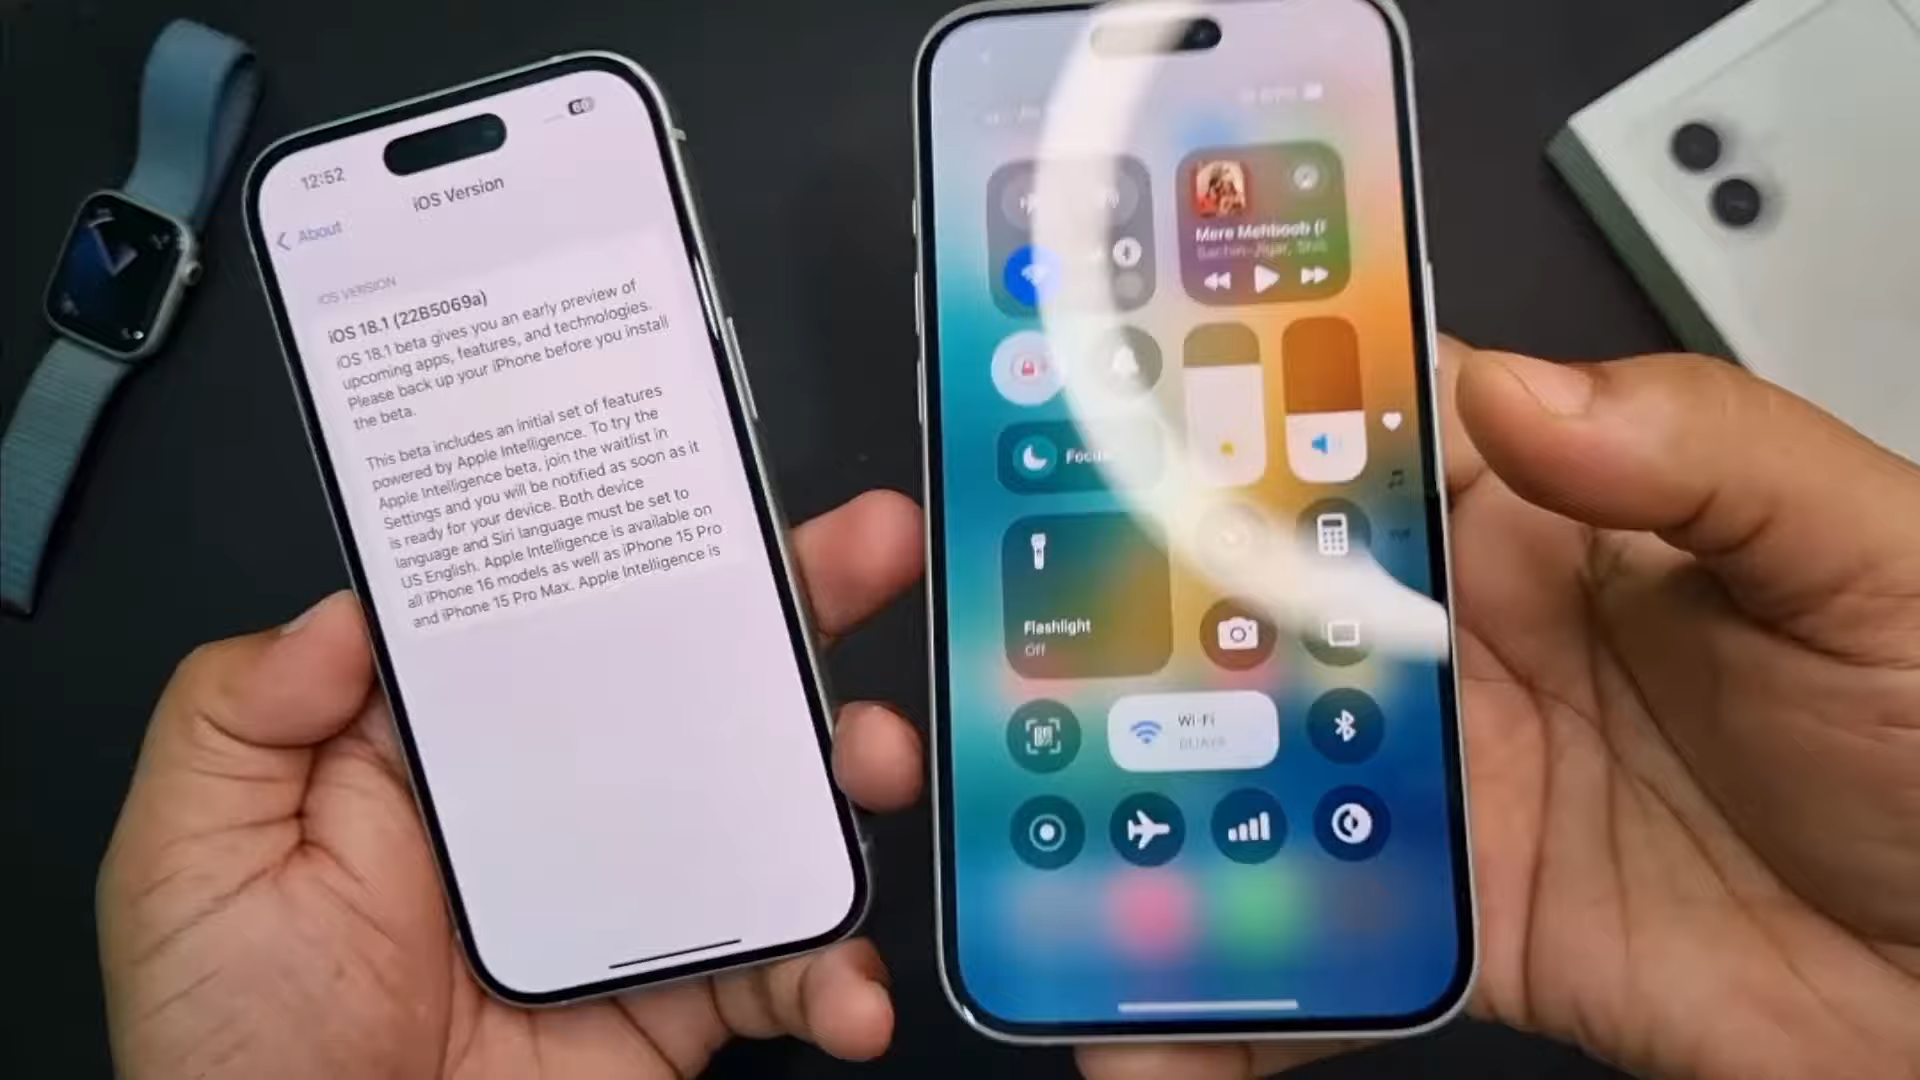 12:52
60
iOS Version
About
iOS VERSION
iOS 18.1 (22B5069a)
iOS 18.1 beta gives you an early preview of
upcoming apps, features, and technologies.
Please back up your iPhone before you install
the beta.
This beta includes an initial set of features
powered by Apple Intelligence. To try the
Apple Intelligence beta, join the waitlist in
Settings and you will be notified as soon as it
is ready for your device. Both device
language and Siri language must be set to
US English. Apple Intelligence is available on
all iPhone 16 models as well as iPhone 15 Pro
and iPhone 15 Pro Max. Apple Intelligence is
Mere Mehboob (F
Sachin-Jigar,
Focus
Flashlight
Off
Wi-Fi